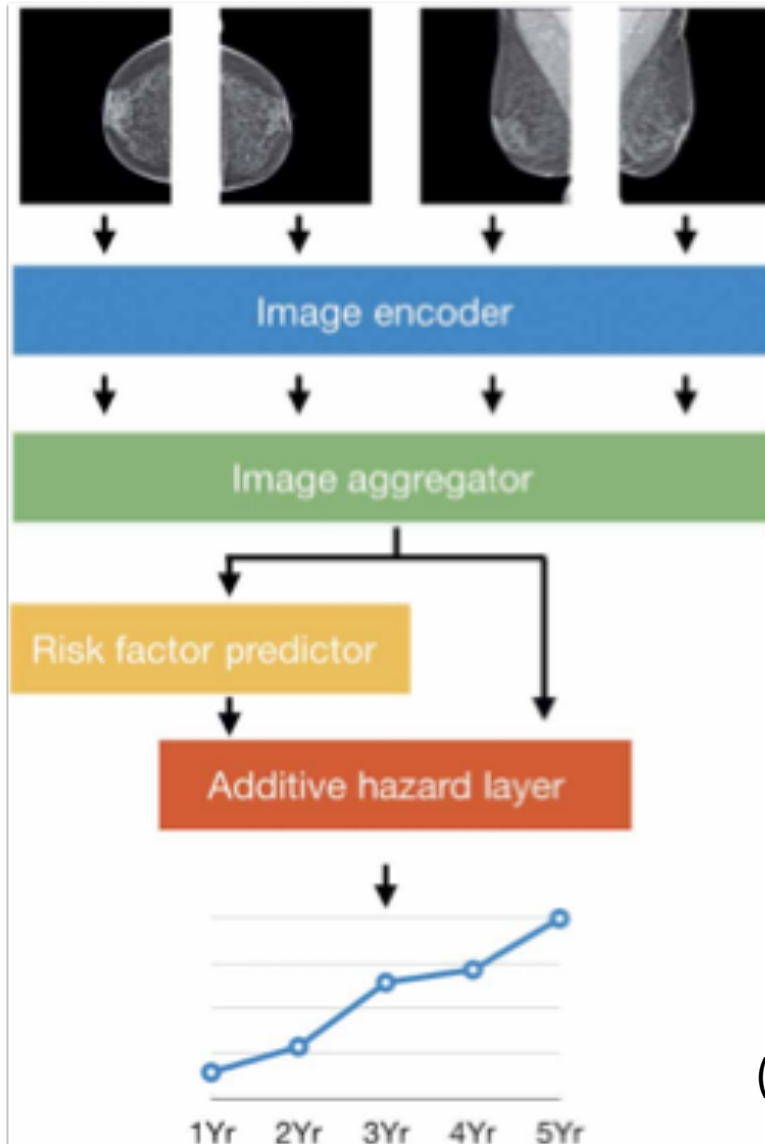 Image encoder
Image aggregator
Risk factor predictor
Additive hazard layer
1Yr 2Yr 3Yr 4Yr 5Yr
(